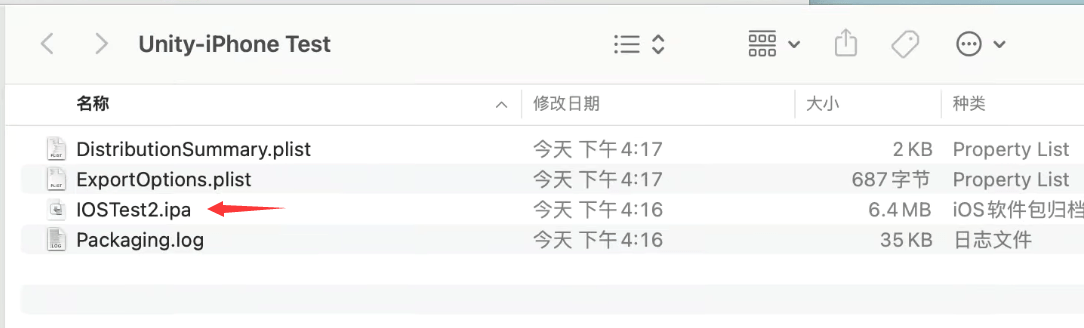 Unity-iPhone Test
名称 修改日期 大小 种类
DistributionSummary.plist 今天 下午4:17 2 KB Property List
ExportOptions.plist 今天 下午4:17 687 字节 Property List
IOSTest2.ipa 今天 下午4:16 6.4 MB iOS 软件包归档
Packaging.log 今天 下午4:16 35 KB 日志文件